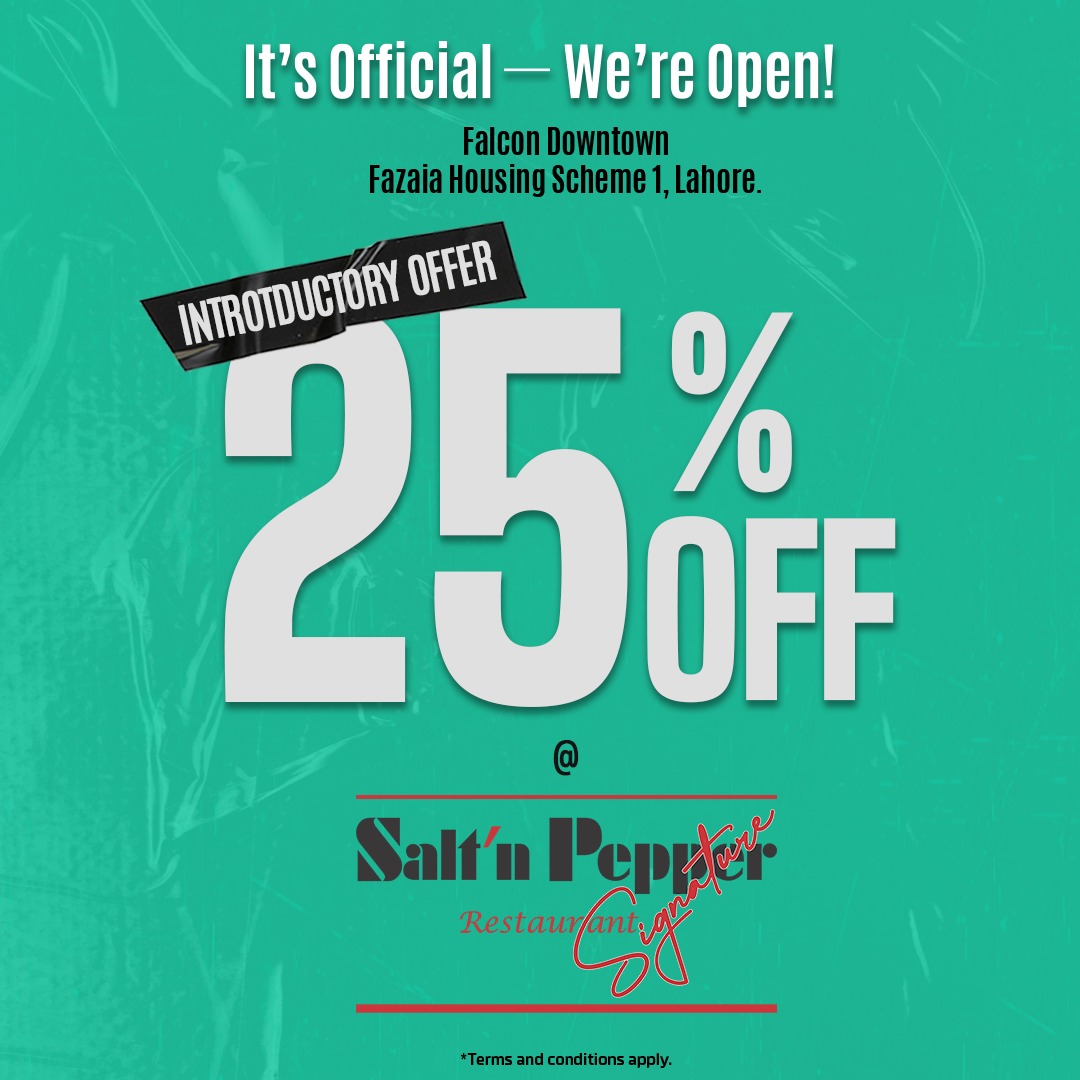 It's Official — We're Open!
Falcon Downtown
Fazaia Housing Scheme 1, Lahore.
INTROTDUCTORY OFFER
25%
OFF
@
Salt'n Pepper
Signature
Restaurant
*Terms and conditions apply.